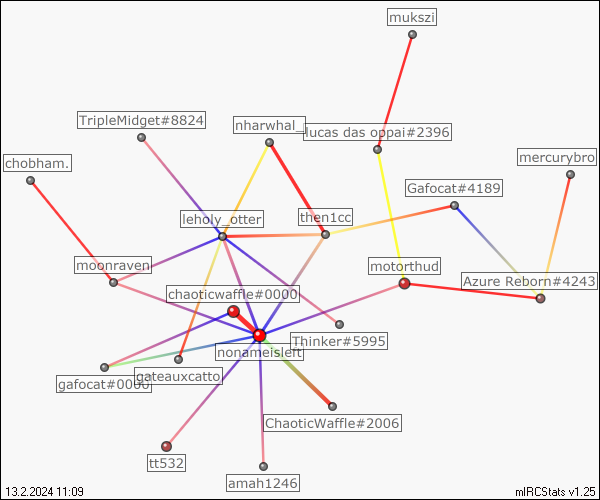 mukszi
TripleMidget#8824
nharwhal_
lucas das oppai#2396
chobham.
mercurybro
Gafocat#4189
leholy_otter
then1cc
moonraven
motorthud
Azure Reborn#4243
chaoticwaffle#0000
Thinker#5995
nonameisleft
gateauxcatto
gafocat#0000
ChaoticWaffle#2006
tt532
amah1246
13.2.2024 11:09
mIRCStats v1.25